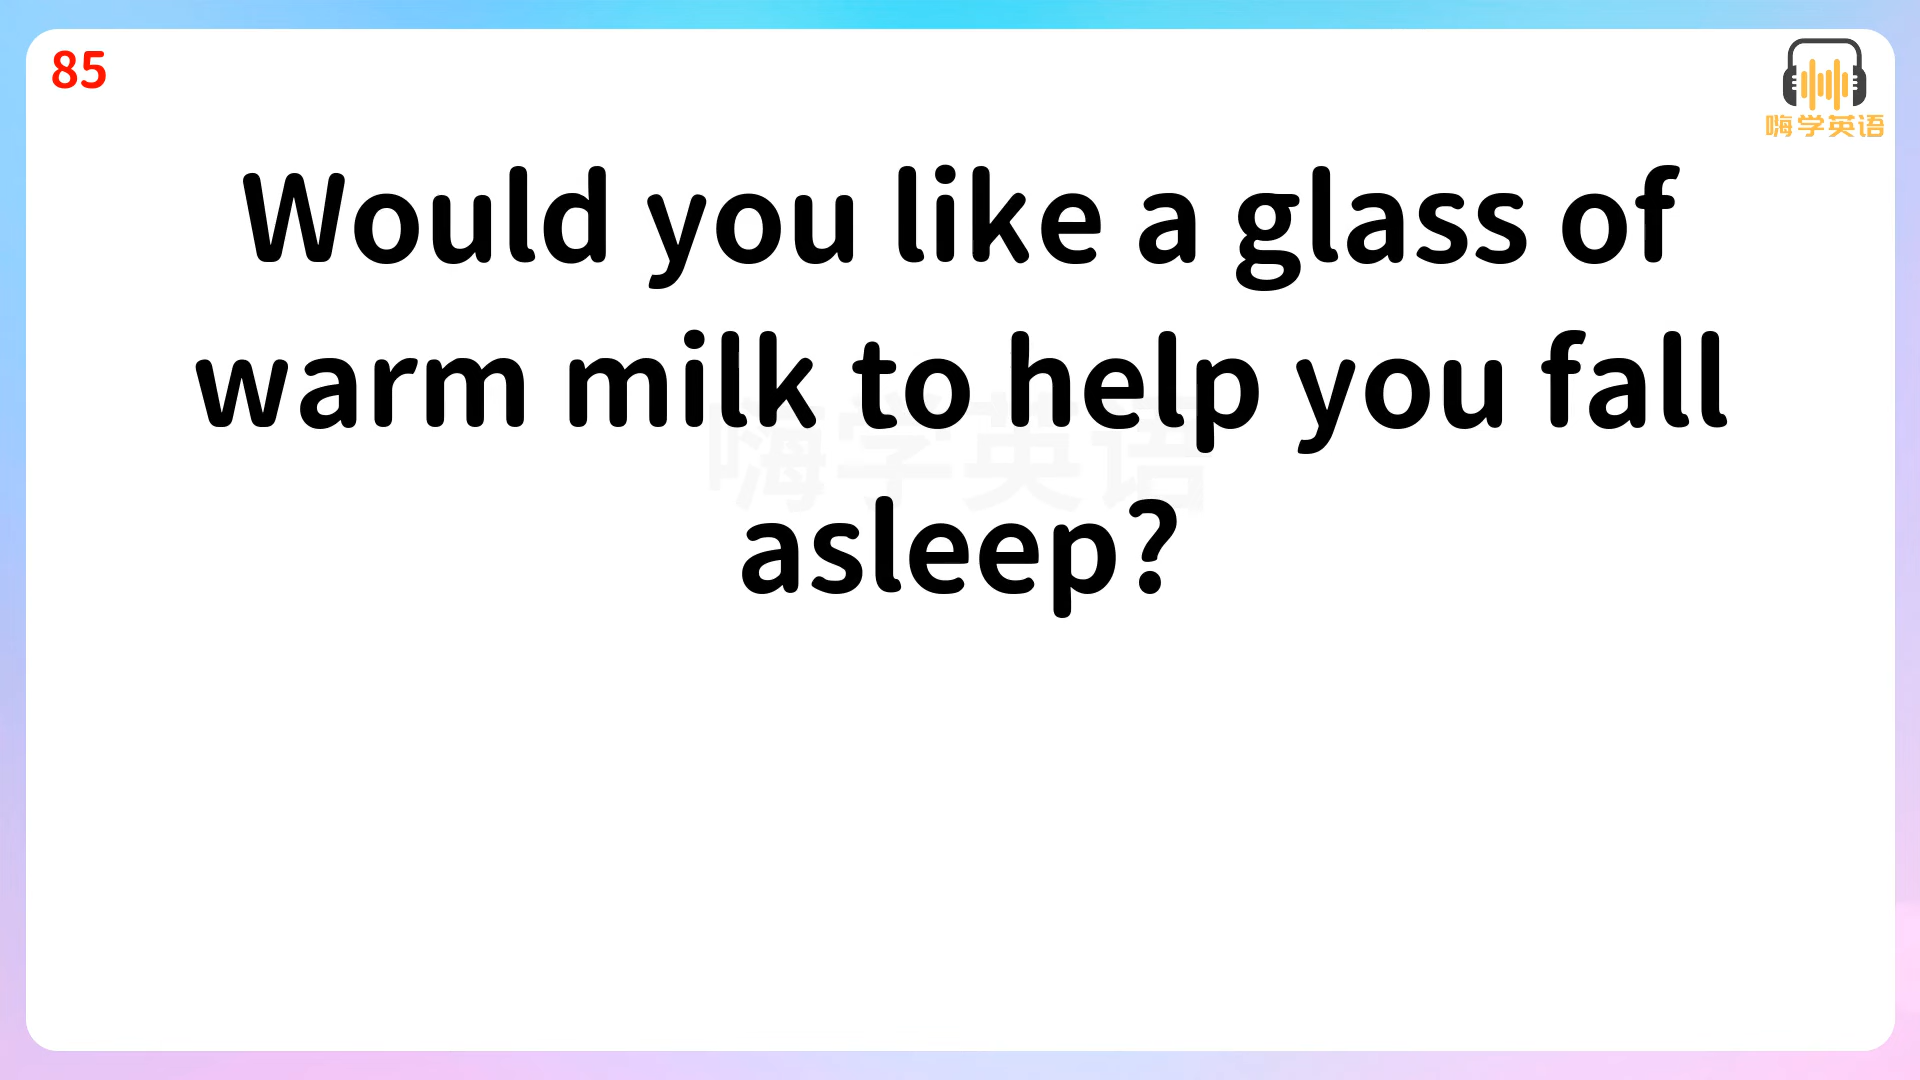 85
嗨学英语
Would you like a glass of
warm milk to help you fall
嗨学英语
asleep?